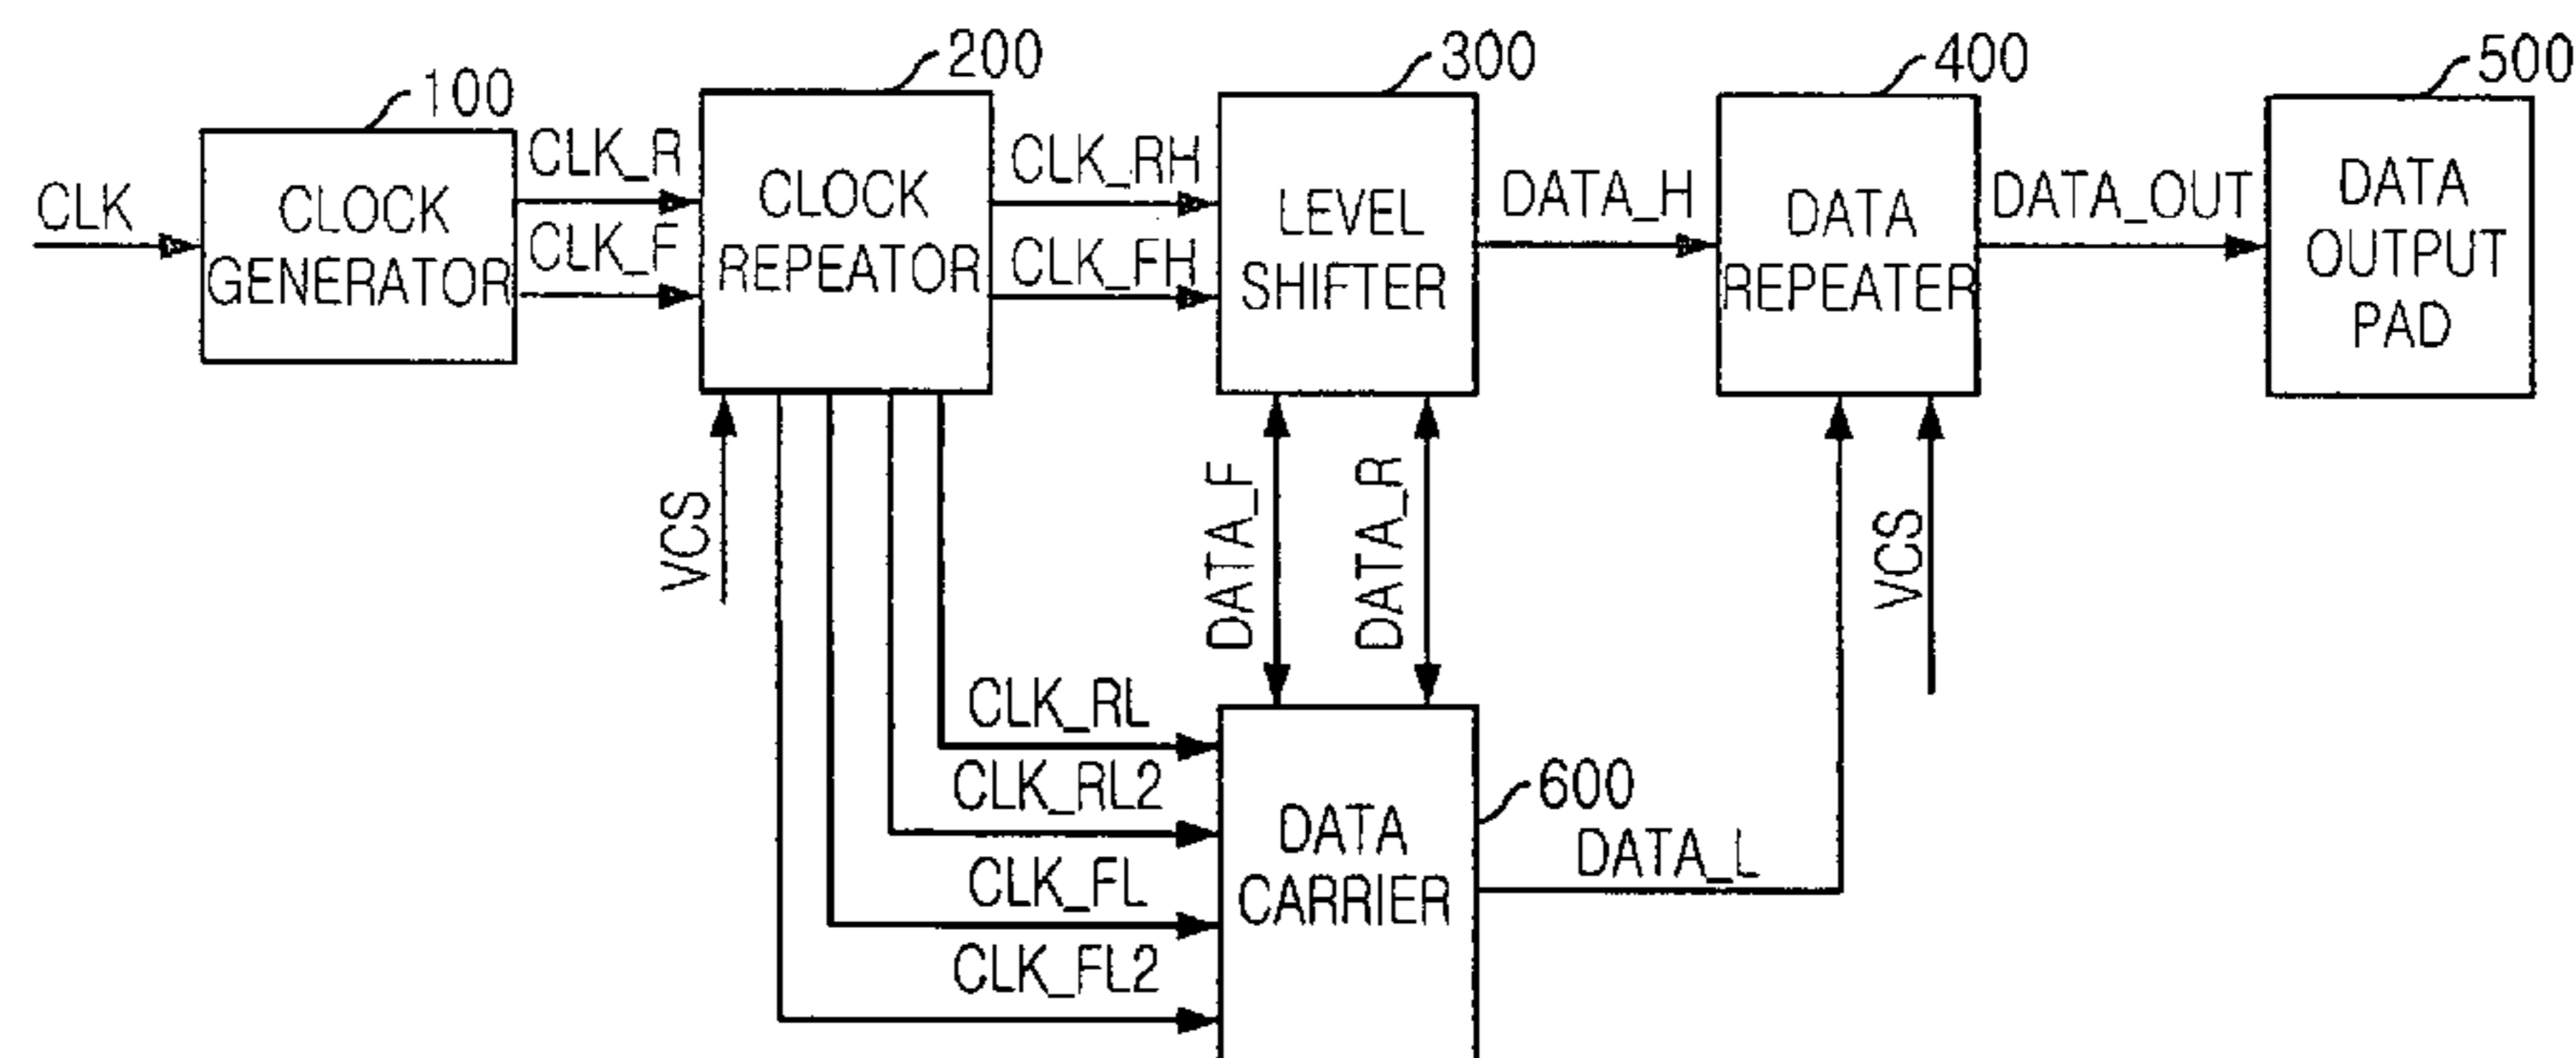 100
200
300
400
500
CLK
CLOCK
GENERATOR
CLK_R
CLK_F
CLOCK
REPEATOR
CLK_RH
CLK_FH
LEVEL
SHIFTER
DATA_H
DATA
REPEATER
DATA_OUT
DATA
OUTPUT
PAD
VCS
DATA_F
DATA_R
VCS
CLK_RL
CLK_RL2
CLK_FL
CLK_FL2
DATA
CARRIER
600
DATA_L